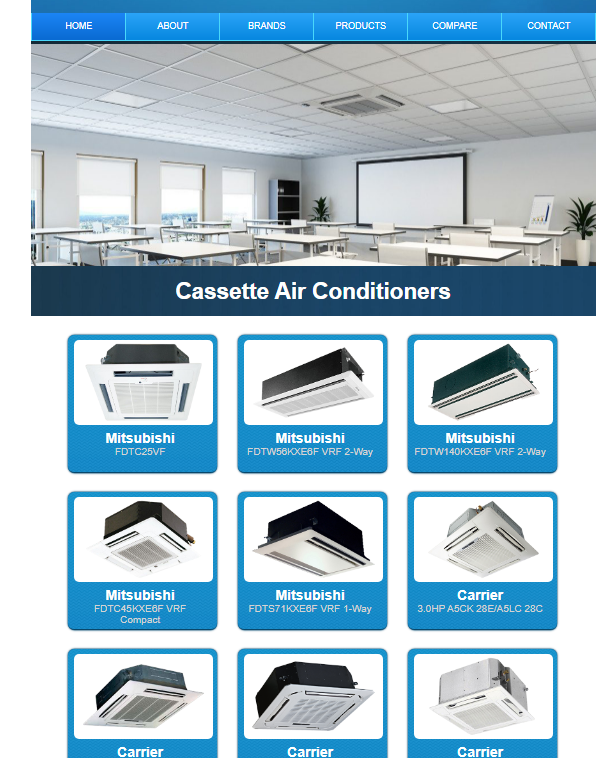 HOME ABOUT BRANDS PRODUCTS COMPARE CONTACT
Cassette Air Conditioners
Mitsubishi
FDTC25VF
Mitsubishi
FDTW56KXE6F VRF 2-Way
Mitsubishi
FDTW140KXE6F VRF 2-Way
Mitsubishi
FDTC45KXE6F VRF
Compact
Mitsubishi
FDTS71KXE6F VRF 1-Way
Carrier
3.0HP A5CK 28E/A5LC 28C
Carrier
Carrier
Carrier